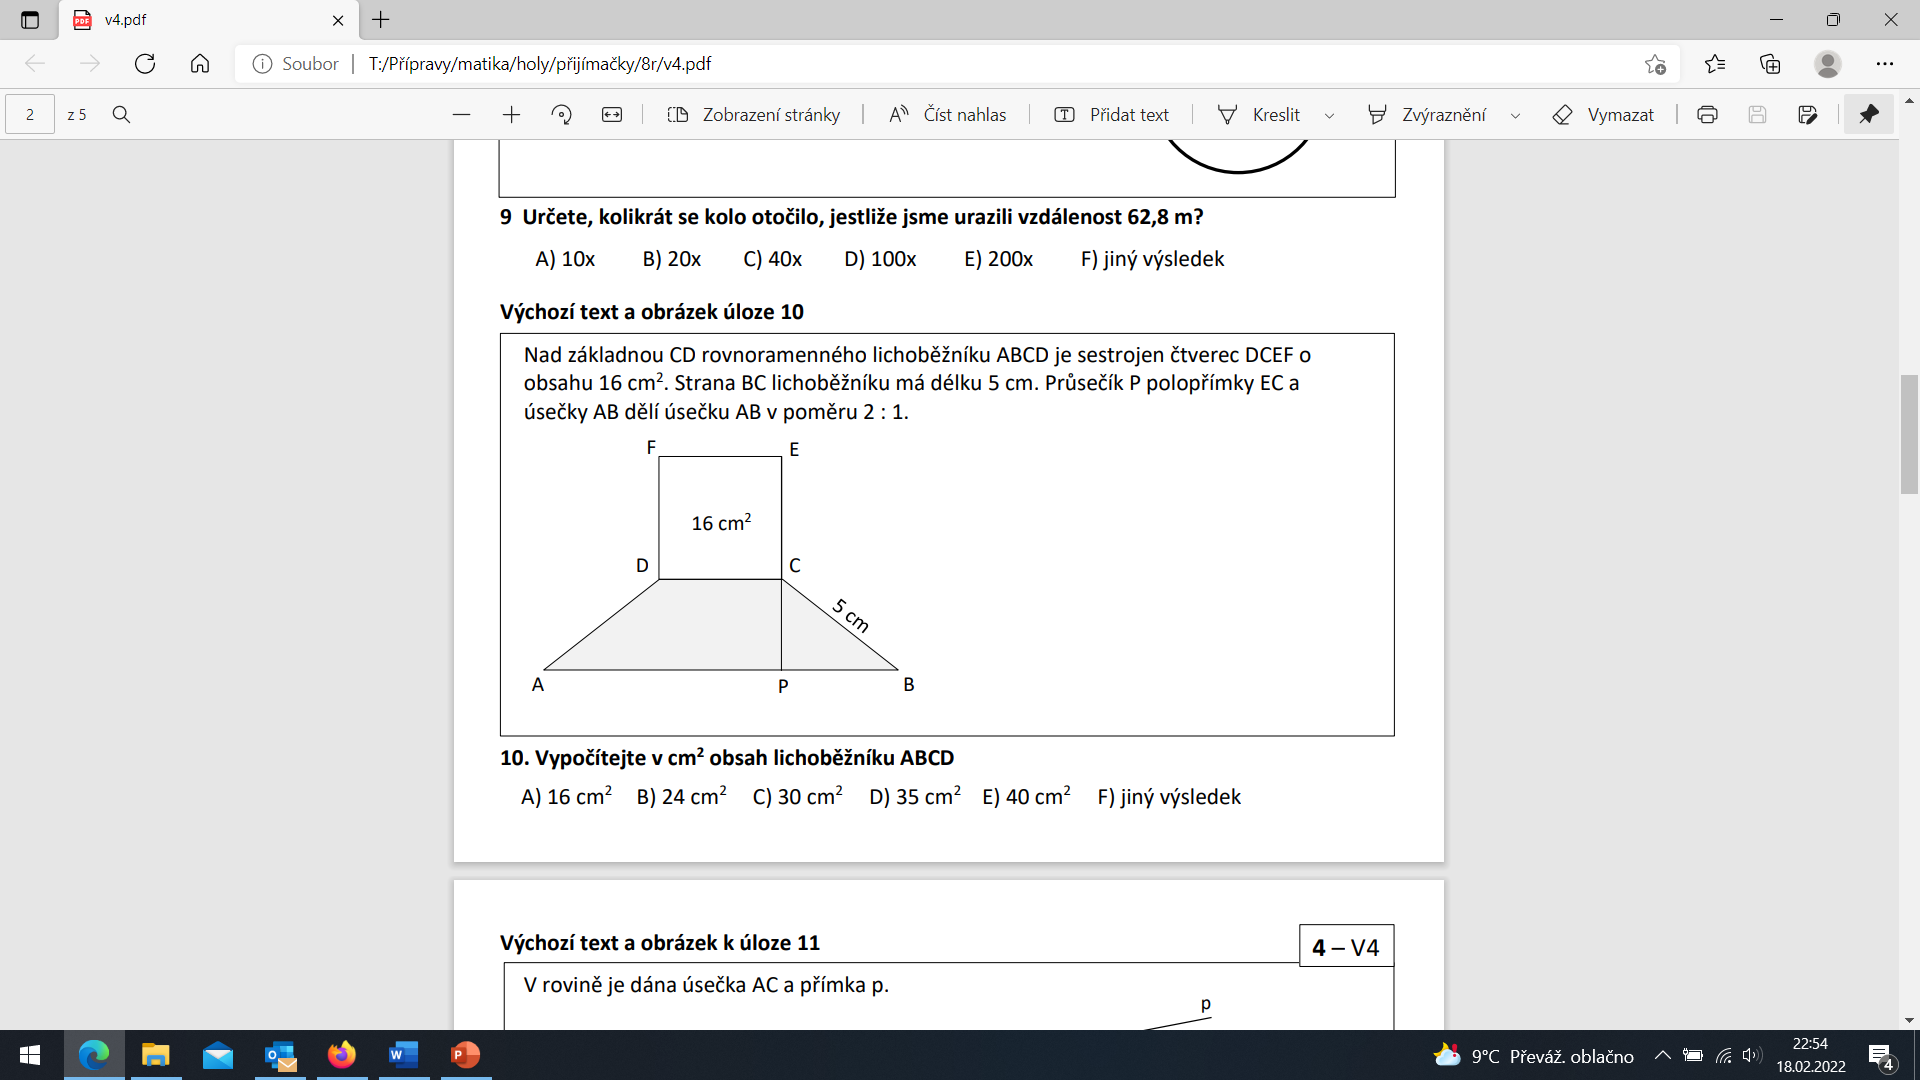 v4.pdf
Soubor
T:/Přípravy/matika/holy/přijímačky/8r/v4.pdf
2 z 5
Zobrazení stránky
Číst nahlas
Přidat text
Kreslit
Zvýraznění
Vymazat
9 Určete, kolikrát se kolo otočilo, jestliže jsme urazili vzdálenost 62,8 m?
A) 10x B) 20x C) 40x D) 100x E) 200x F) jiný výsledek
Výchozí text a obrázek úloze 10
Nad základnou CD rovnoramenného lichoběžníku ABCD je sestrojen čtverec DCEF o
obsahu 16 cm². Strana BC lichoběžníku má délku 5 cm. Průsečík P polopřímky EC a
úsečky AB dělí úsečku AB v poměru 2 : 1.
F E
16 cm²
D C
5 cm
A P B
10. Vypočítejte v cm² obsah lichoběžníku ABCD
A) 16 cm² B) 24 cm² C) 30 cm² D) 35 cm² E) 40 cm² F) jiný výsledek
Výchozí text a obrázek k úloze 11
4 – V4
V rovině je dána úsečka AC a přímka p.
p
9°C Převáž. oblačno
22:54
18.02.2022
4